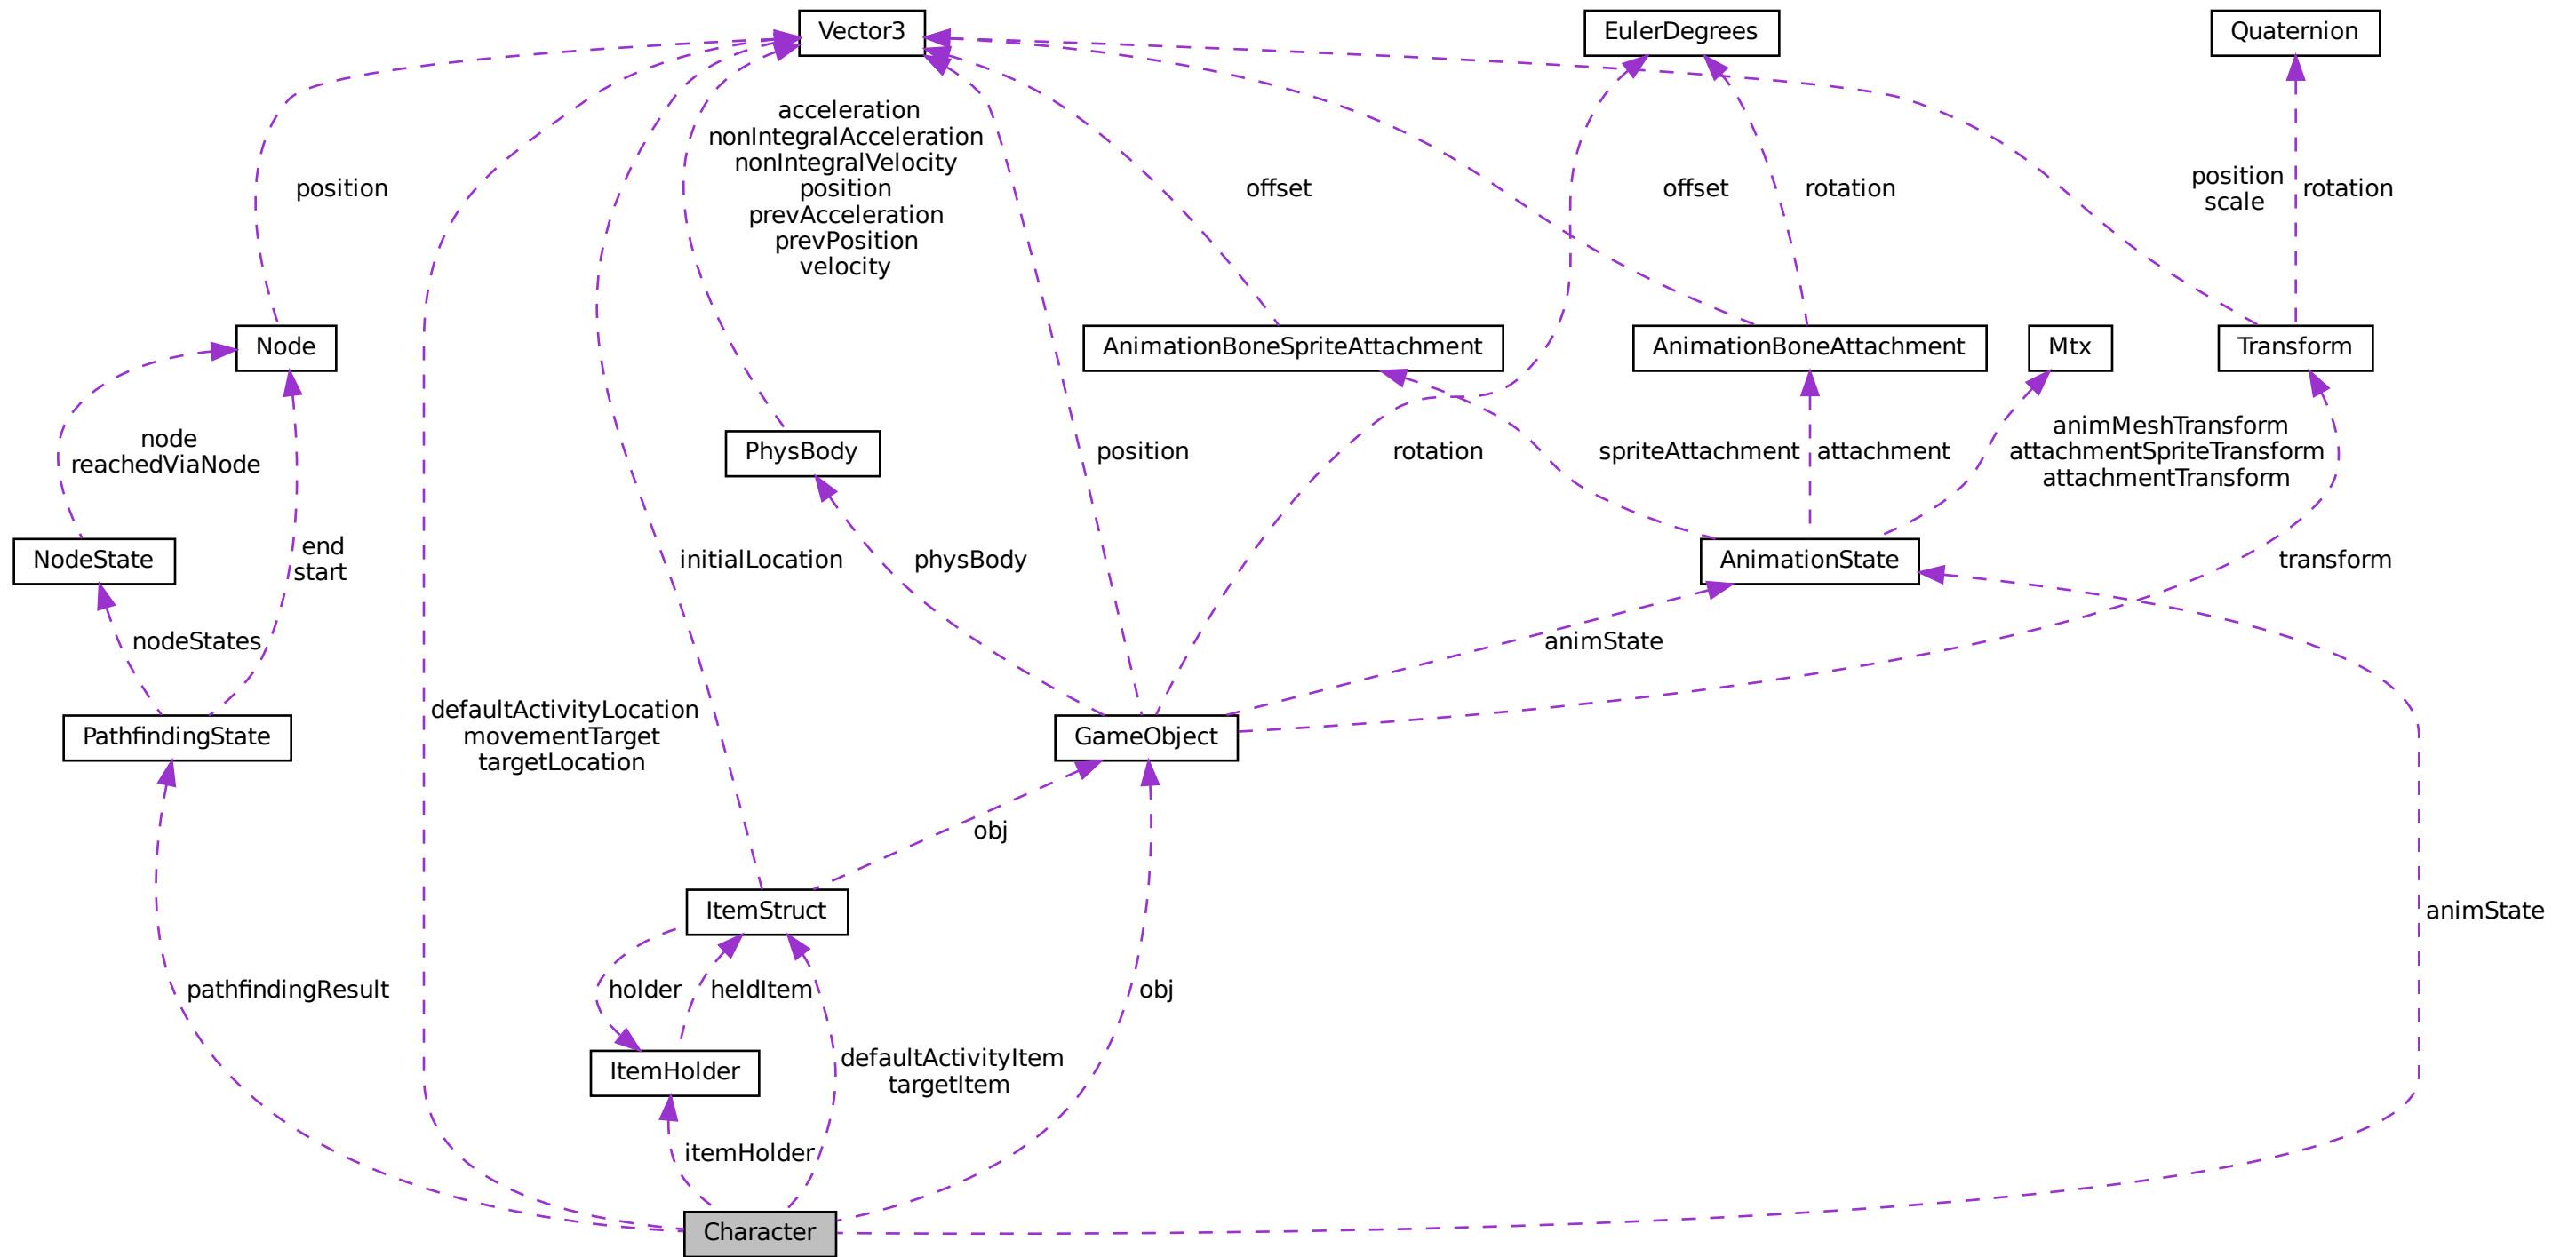 Vector3
EulerDegrees
Quaternion
acceleration
nonIntegralAcceleration
nonIntegralVelocity
position
prevAcceleration
prevPosition
velocity
position
offset
offset
rotation
position
scale
rotation
Node
AnimationBoneSpriteAttachment
AnimationBoneAttachment
Mtx
Transform
node
reachedViaNode
PhysBody
position
rotation
spriteAttachment
attachment
animMeshTransform
attachmentSpriteTransform
attachmentTransform
NodeState
end
start
initialLocation
physBody
AnimationState
transform
nodeStates
animState
PathfindingState
defaultActivityLocation
movementTarget
targetLocation
GameObject
obj
ItemStruct
animState
pathfindingResult
holder
heldItem
obj
ItemHolder
defaultActivityItem
targetItem
itemHolder
Character